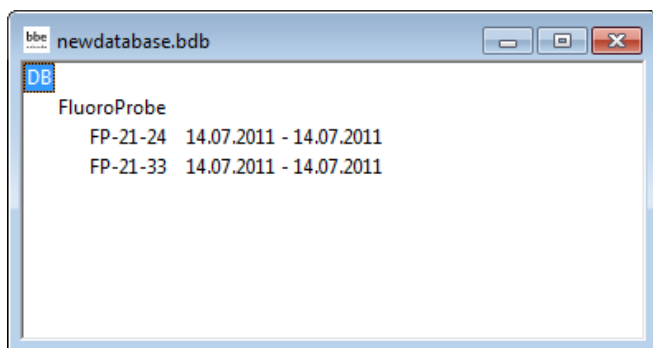 bbe newdatabase.bdb
DB
FluoroProbe
FP-21-24 14.07.2011 - 14.07.2011
FP-21-33 14.07.2011 - 14.07.2011